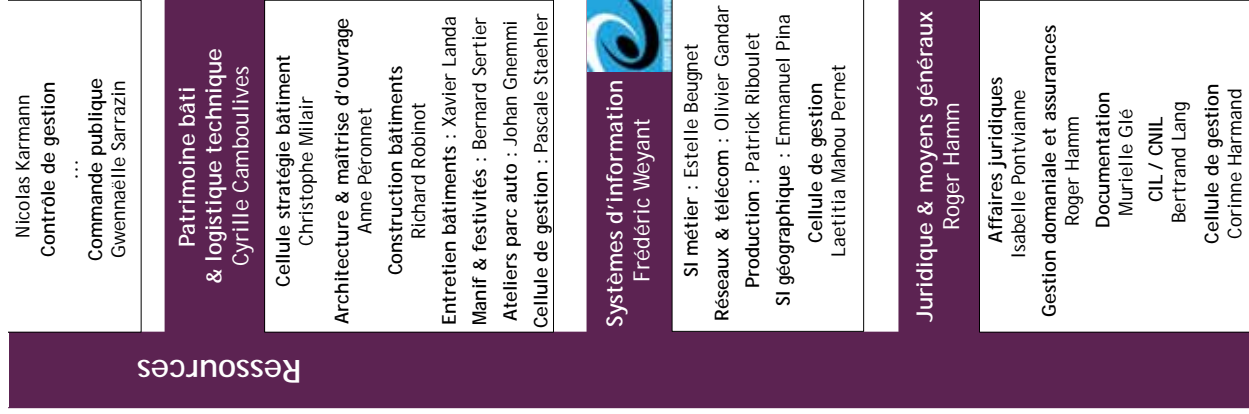 Nicolas Karmann
Contrôle de gestion
...
Commande publique
Gwennaëlle Sarrazin
Patrimoine bâti
& logistique technique
Cyrille Camboulives
Cellule stratégie bâtiment
Christophe Milair
Architecture & maîtrise d'ouvrage
Anne Péronnet
Construction bâtiments
Richard Robinot
Entretien bâtiments : Xavier Landa
Manif & festivités : Bernard Sertier
Ateliers parc auto : Johan Gnemmi
Cellule de gestion : Pascale Staehler
Systèmes d'information
Frédéric Weyant
SI métier : Estelle Beugnet
Réseaux & télécom : Olivier Gandar
Production : Patrick Riboulet
SI géographique : Emmanuel Pina
Cellule de gestion
Laetitia Mahou Pernet
Juridique & moyens généraux
Roger Hamm
Affaires juridiques
Isabelle Pontvianne
Gestion domaniale et assurances
Roger Hamm
Documentation
Murielle Glé
CIL / CNIL
Bertrand Lang
Cellule de gestion
Corinne Harmand
Ressources